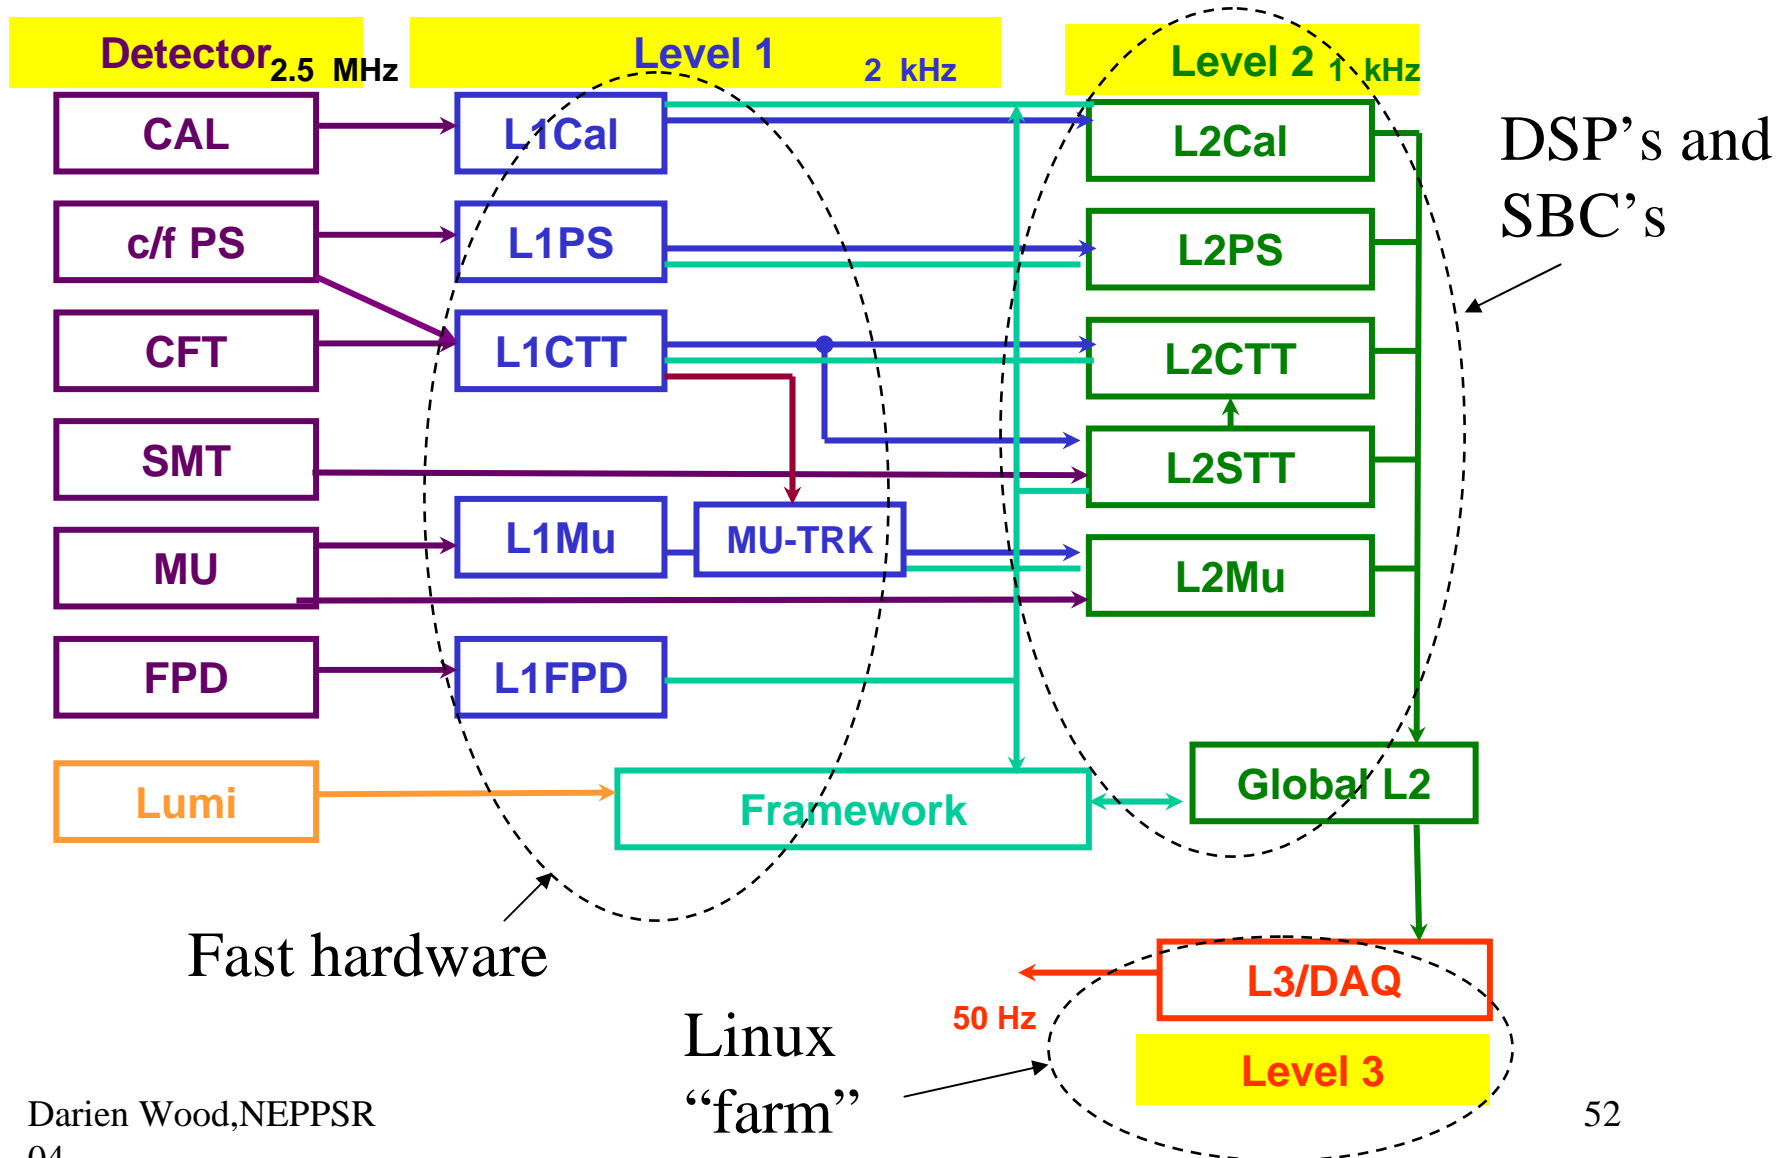 Detector 2.5 MHz
Level 1 2 kHz
Level 2 1 kHz
CAL
L1Cal
L2Cal
DSP’s and
SBC’s
c/f PS
L1PS
L2PS
CFT
L1CTT
L2CTT
SMT
L2STT
MU
L1Mu
MU-TRK
L2Mu
FPD
L1FPD
Lumi
Framework
Global L2
Fast hardware
L3/DAQ
50 Hz
Level 3
Linux
“farm”
Darien Wood,NEPPSR
04
52